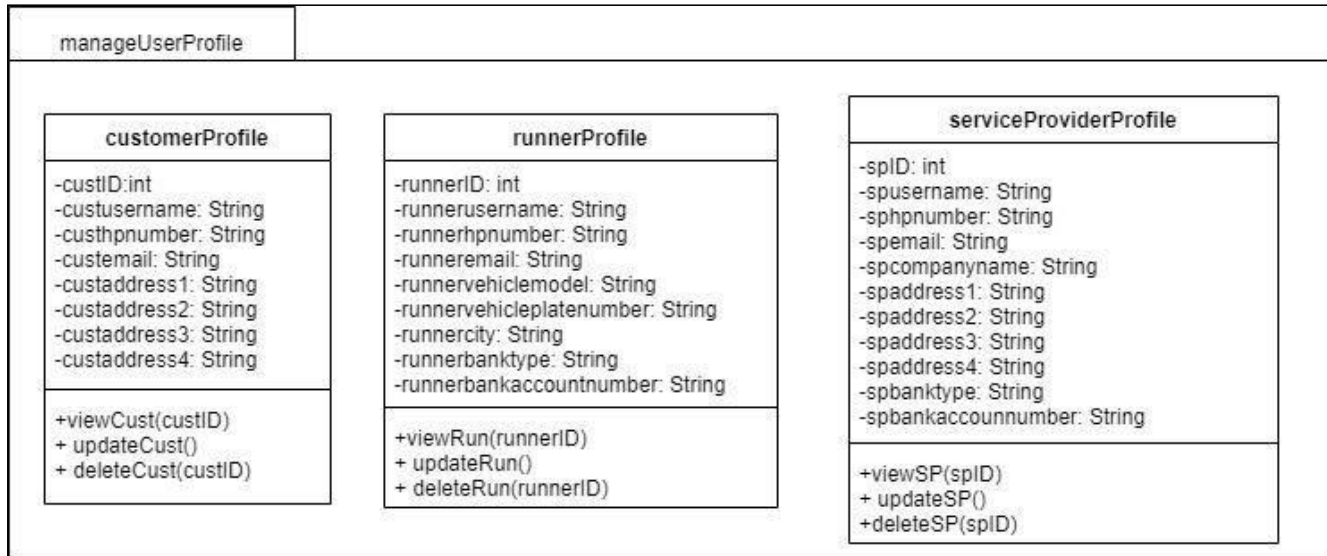 manageUserProfile
customerProfile
-custID:int
-custusername: String
-custhpnumber: String
-custemail: String
-custaddress1: String
-custaddress2: String
-custaddress3: String
-custaddress4: String
+viewCust(custID)
+ updateCust()
+ deleteCust(custID)
runnerProfile
-runnerID: int
-runnerusername: String
-runnerhpnumber: String
-runneremail: String
-runnervehiclemodel: String
-runnervehicleplatenumber: String
-runnercity: String
-runnerbanktype: String
-runnerbankaccountnumber: String
+viewRun(runnerID)
+ updateRun()
+ deleteRun(runnerID)
serviceProviderProfile
-spID: int
-spusername: String
-sphpnumber: String
-spemail: String
-spcompanyname: String
-spaddress1: String
-spaddress2: String
-spaddress3: String
-spaddress4: String
-spbanktype: String
-spbankaccounnumber: String
+viewSP(spID)
+ updateSP()
+deleteSP(spID)